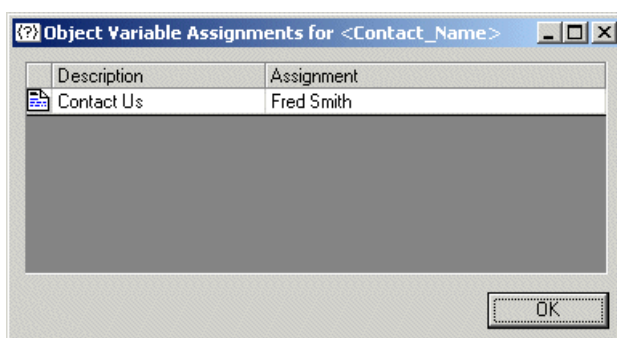 {?} Object Variable Assignments for <Contact_Name>
Description Assignment
Contact Us Fred Smith
OK